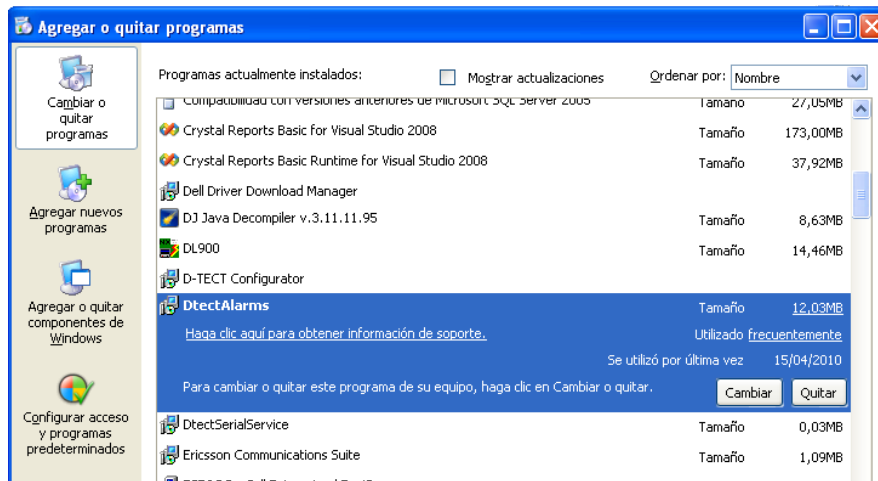 Agregar o quitar programas
Cambiar o
quitar
programas
Agregar nuevos
programas
Agregar o quitar
componentes de
Windows
Configurar acceso
y programas
predeterminados
Programas actualmente instalados:
Mostrar actualizaciones
Ordenar por: Nombre
Compatibilidad con versiones anteriores de Microsoft SQL Server 2005 Tamaño 27,05MB
Crystal Reports Basic for Visual Studio 2008 Tamaño 173,00MB
Crystal Reports Basic Runtime for Visual Studio 2008 Tamaño 37,92MB
Dell Driver Download Manager
DJ Java Decompiler v.3.11.11.95 Tamaño 8,63MB
DL900 Tamaño 14,46MB
D-TECT Configurator
DtectAlarms Tamaño 12,03MB
Haga clic aquí para obtener información de soporte. Utilizado frecuentemente
Se utilizó por última vez 15/04/2010
Para cambiar o quitar este programa de su equipo, haga clic en Cambiar o quitar. Cambiar Quitar
DtectSerialService Tamaño 0,03MB
Ericsson Communications Suite Tamaño 1,09MB